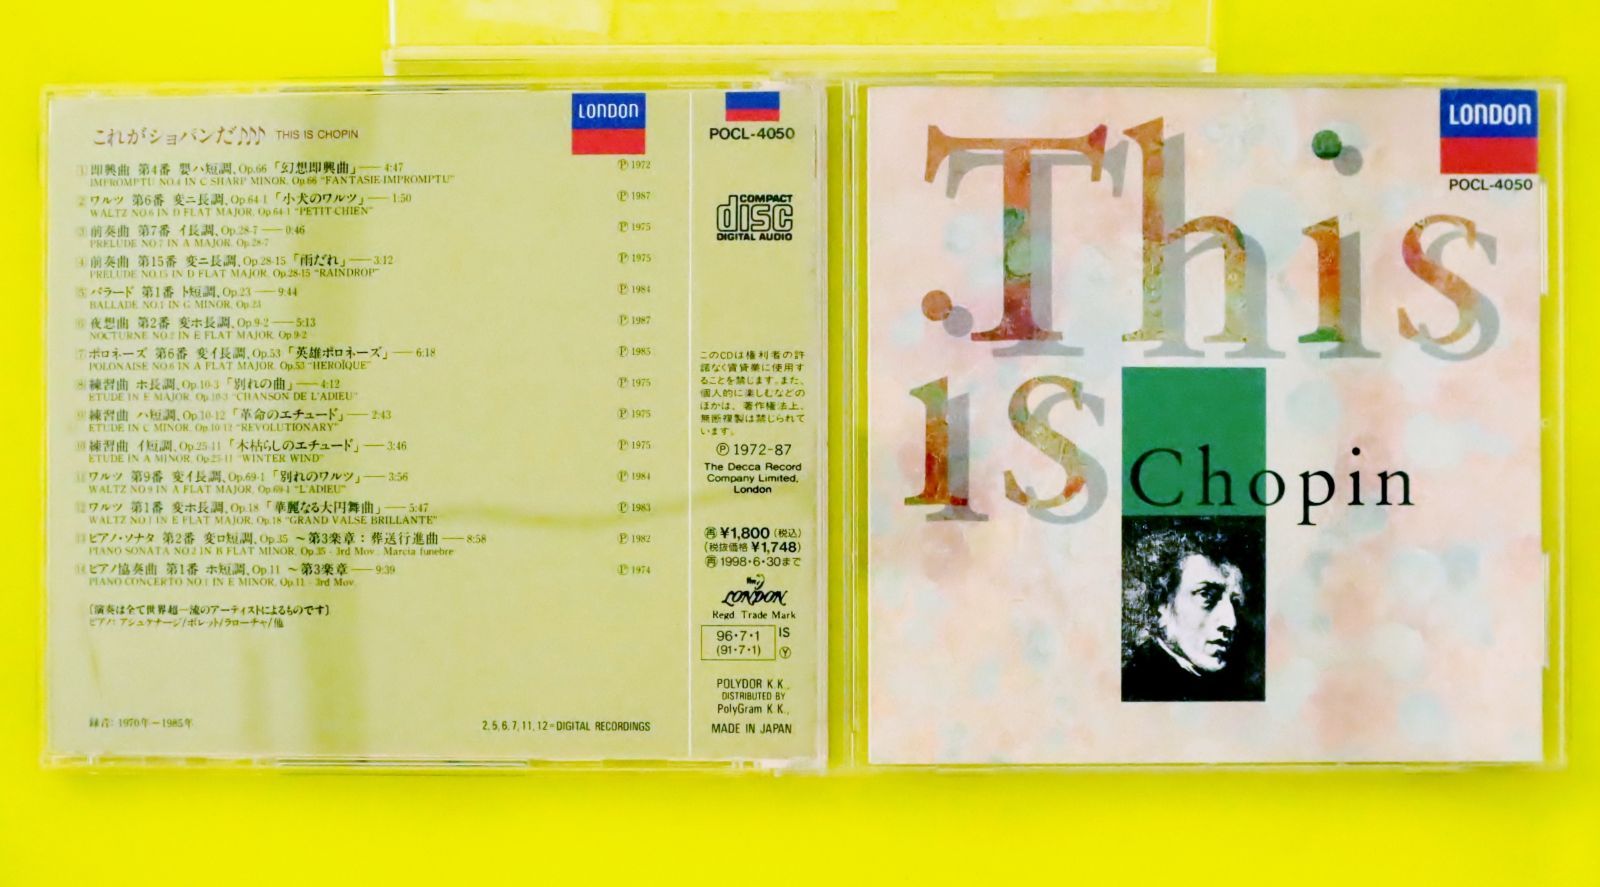 これがショパンだ♪♪♪ THIS IS CHOPIN
LONDON
1 即興曲 第4番 嬰ハ短調、Op.66「幻想即興曲」── 4:47 ℗ 1972
IMPROMPTU NO.4 IN C SHARP MINOR, Op.66 "FANTASIE-IMPROMPTU"
2 ワルツ 第6番 変ニ長調、Op.64-1「小犬のワルツ」── 1:50 ℗ 1987
WALTZ NO.6 IN D FLAT MAJOR, Op.64-1 "PETIT CHIEN"
3 前奏曲 第7番 イ長調、Op.28-7 ── 0:46 ℗ 1975
PRELUDE NO.7 IN A MAJOR, Op.28-7
4 前奏曲 第15番 変ニ長調、Op.28-15「雨だれ」── 3:12 ℗ 1975
PRELUDE NO.15 IN D FLAT MAJOR, Op.28-15 "RAINDROP"
5 バラード 第1番 ト短調、Op.23 ── 9:44 ℗ 1984
BALLADE NO.1 IN G MINOR, Op.23
6 夜想曲 第2番 変ホ長調、Op.9-2 ── 5:13 ℗ 1987
NOCTURNE NO.2 IN E FLAT MAJOR, Op.9-2
7 ポロネーズ 第6番 変イ長調、Op.53「英雄ポロネーズ」── 6:18 ℗ 1985
POLONAISE NO.6 IN A FLAT MAJOR, Op.53 "HEROÏQUE"
8 練習曲 ホ長調、Op.10-3「別れの曲」── 4:12 ℗ 1975
ETUDE IN E MAJOR, Op.10-3 "CHANSON DE L'ADIEU"
9 練習曲 ハ短調、Op.10-12「革命のエチュード」── 2:43 ℗ 1975
ETUDE IN C MINOR, Op.10-12 "REVOLUTIONARY"
10 練習曲 イ短調、Op.25-11「木枯らしのエチュード」── 3:46 ℗ 1975
ETUDE IN A MINOR, Op.25-11 "WINTER WIND"
11 ワルツ 第9番 変イ長調、Op.69-1「別れのワルツ」── 3:56 ℗ 1984
WALTZ NO.9 IN A FLAT MAJOR, Op.69-1 "L'ADIEU"
12 ワルツ 第1番 変ホ長調、Op.18「華麗なる大円舞曲」── 5:47 ℗ 1983
WALTZ NO.1 IN E FLAT MAJOR, Op.18 "GRAND VALSE BRILLANTE"
13 ピアノ・ソナタ 第2番 変ロ短調、Op.35 ～第3楽章：葬送行進曲 ── 8:58 ℗ 1982
PIANO SONATA NO.2 IN B FLAT MINOR, Op.35 - 3rd Mov., Marcia funebre
14 ピアノ協奏曲 第1番 ホ短調、Op.11 ～第3楽章 ── 9:39 ℗ 1974
PIANO CONCERTO NO.1 IN E MINOR, Op.11 - 3rd Mov.
〔演奏は全て世界超一流のアーティストによるものです〕
ピアノ：アシュケナージ/ボレット/ラローチャ/他
録音：1970年－1985年
2, 5, 6, 7, 11, 12＝DIGITAL RECORDINGS
POCL-4050
COMPACT
disc
DIGITAL AUDIO
このCDは権利者の許
諾なく賃貸業に使用す
ることを禁じます。また、
個人的に楽しむなどの
ほかは、著作権法上、
無断複製は禁じられて
います。
℗ 1972-87
The Decca Record
Company Limited,
London
再 ¥1,800 (税込)
(税抜価格 ¥1,748)
再 1998・6・30まで
LONDON
Regd. Trade Mark
96・7・1 IS
(91・7・1) Y
POLYDOR K.K.,
DISTRIBUTED BY
PolyGram K.K.,
MADE IN JAPAN
LONDON
POCL-4050
This
is
Chopin